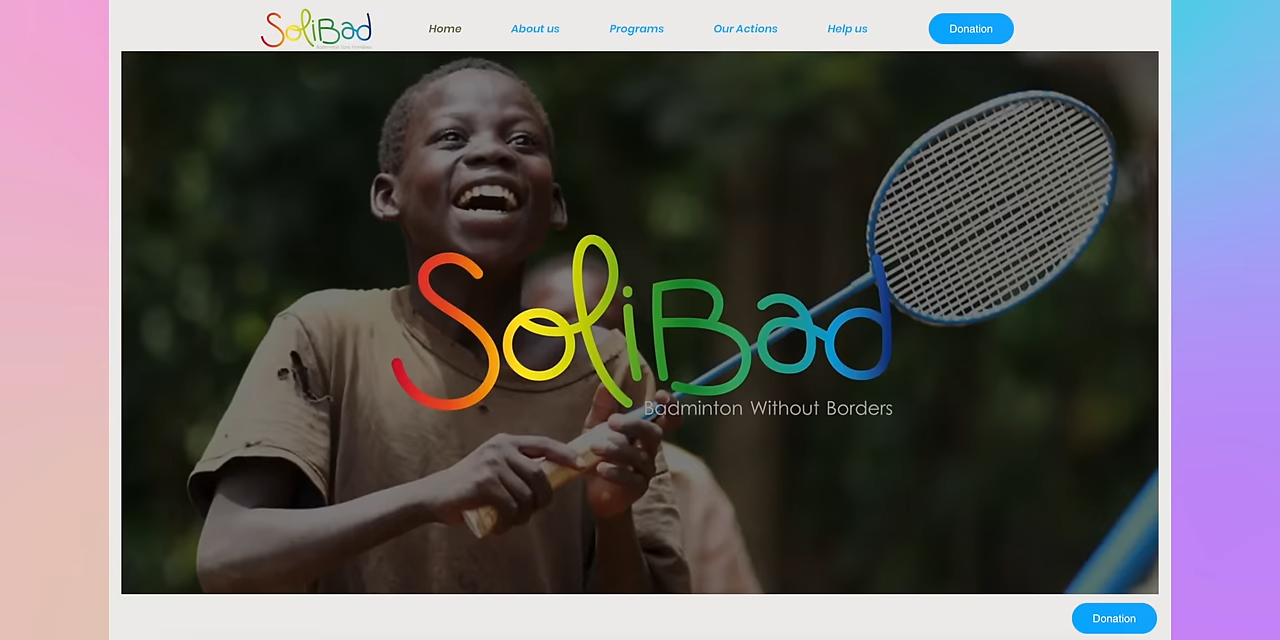 SoliBad
Home
About us
Programs
Our Actions
Help us
Donation
SoliBad
Badminton Without Borders
Donation